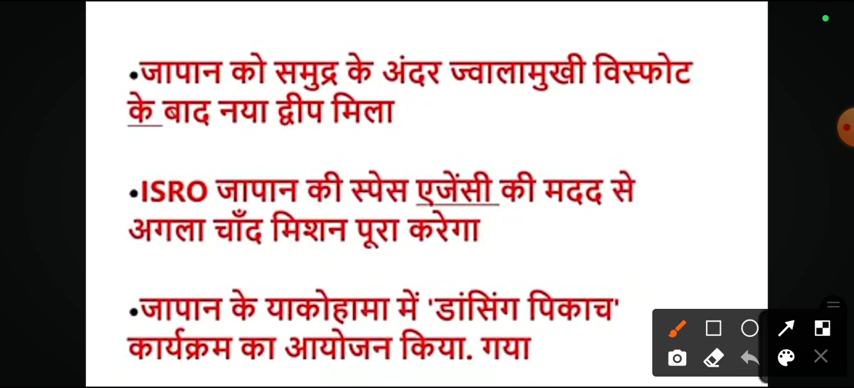 •जापान को समुद्र के अंदर ज्वालामुखी विस्फोट
के बाद नया द्वीप मिला
•ISRO जापान की स्पेस एजेंसी की मदद से
अगला चाँद मिशन पूरा करेगा
•जापान के याकोहामा में 'डांसिंग पिकाच'
कार्यक्रम का आयोजन किया. गया